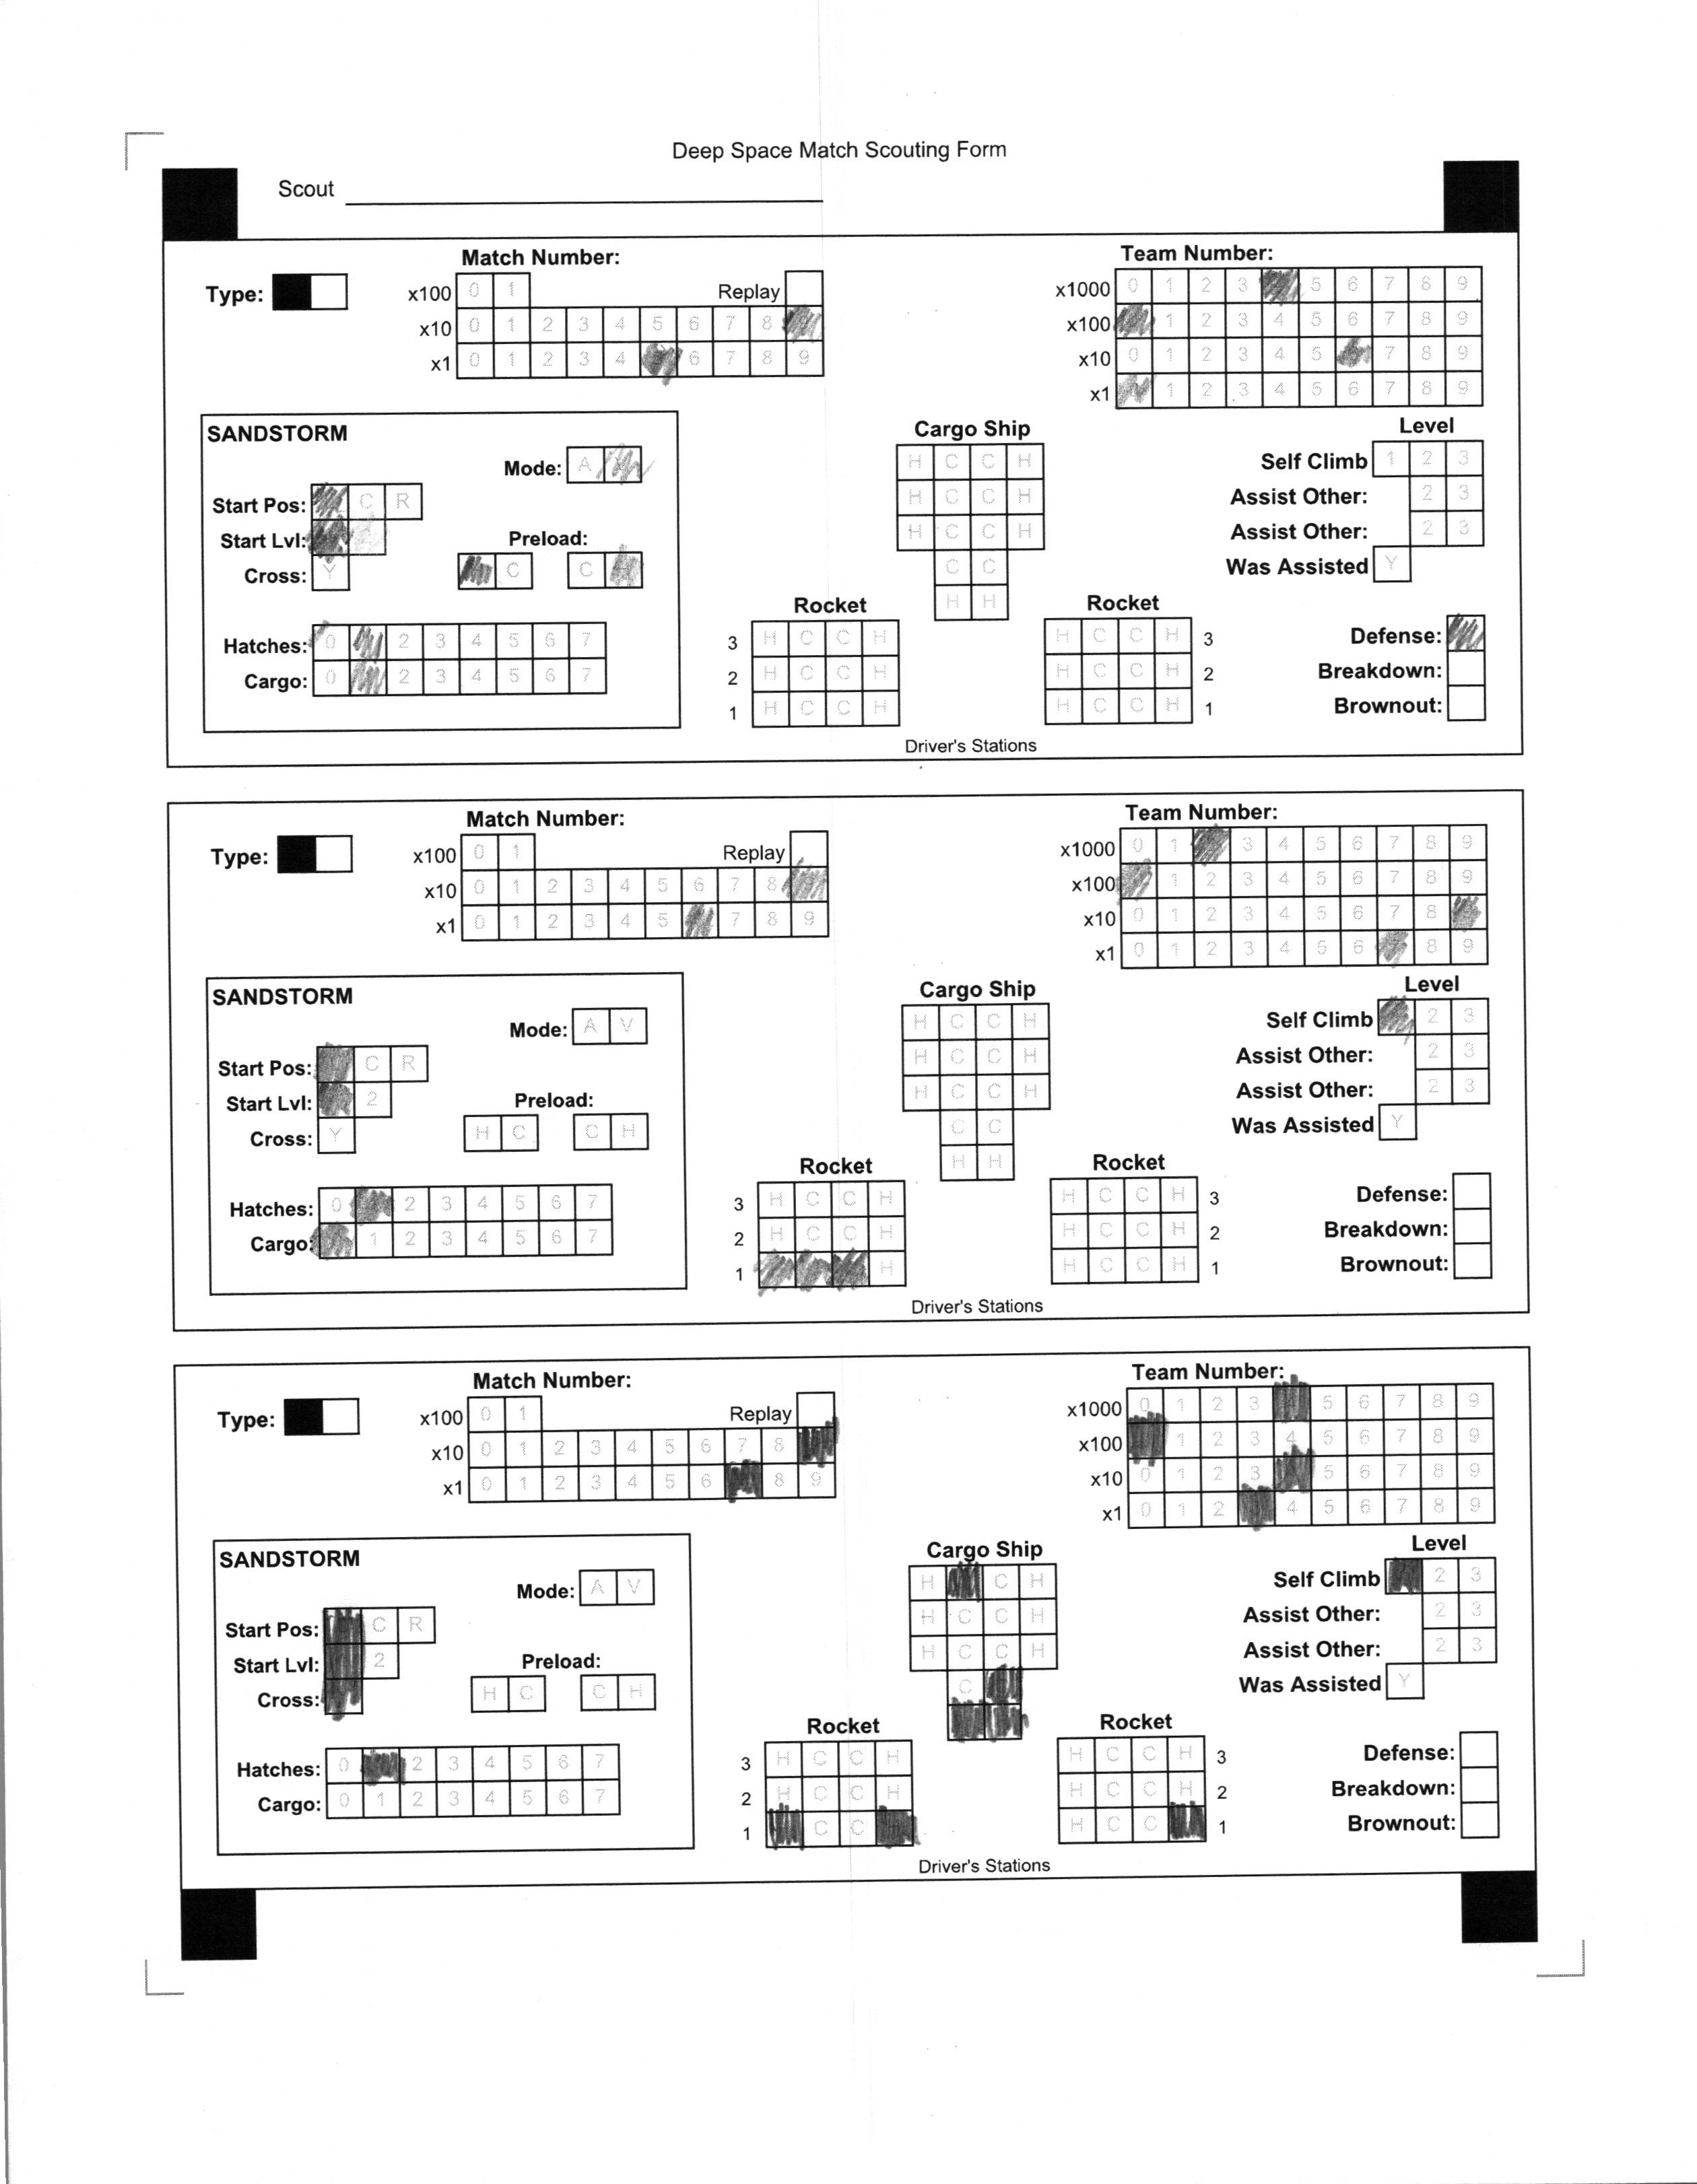 Deep Space Match Scouting Form
Scout
Match Number:
Team Number:
Type:
x100 0 1 Replay
x10 0 1 2 3 4 5 6 7 8
x1 0 1 2 3 4 6 7 8 9
x1000 0 1 2 3 5 6 7 8 9
x100 1 2 3 4 5 6 7 8 9
x10 0 1 2 3 4 5 7 8 9
x1 1 2 3 4 5 6 7 8 9
SANDSTORM
Mode: A
Start Pos: C R
Start Lvl:
Cross: Y
Preload:
C C
Hatches: 0 2 3 4 5 6 7
Cargo: 0 2 3 4 5 6 7
Cargo Ship
H C C H
H C C H
H C C H
C C
H H
Rocket
3 H C C H
2 H C C H
1 H C C H
Rocket
H C C H 3
H C C H 2
H C C H 1
Level
Self Climb 1 2 3
Assist Other: 2 3
Assist Other: 2 3
Was Assisted Y
Defense:
Breakdown:
Brownout:
Driver's Stations
Match Number:
Team Number:
Type:
x100 0 1 Replay
x10 0 1 2 3 4 5 6 7 8
x1 0 1 2 3 4 5 7 8 9
x1000 0 1 3 4 5 6 7 8 9
x100 1 2 3 4 5 6 7 8 9
x10 0 1 2 3 4 5 6 7 8
x1 0 1 2 3 4 5 6 8 9
SANDSTORM
Mode: A V
Start Pos: C R
Start Lvl: 2
Cross: Y
Preload:
H C C H
Hatches: 0 2 3 4 5 6 7
Cargo: 1 2 3 4 5 6 7
Cargo Ship
H C C H
H C C H
H C C H
C C
H H
Rocket
3 H C C H
2 H C C H
1 H
Rocket
H C C H 3
H C C H 2
H C C H 1
Level
Self Climb 2 3
Assist Other: 2 3
Assist Other: 2 3
Was Assisted Y
Defense:
Breakdown:
Brownout:
Driver's Stations
Match Number:
Team Number:
Type:
x100 0 1 Replay
x10 0 1 2 3 4 5 6 7 8
x1 0 1 2 3 4 5 6 8 9
x1000 0 1 2 3 5 6 7 8 9
x100 1 2 3 4 5 6 7 8 9
x10 0 1 2 3 5 6 7 8 9
x1 0 1 2 4 5 6 7 8 9
SANDSTORM
Mode: A V
Start Pos: C R
Start Lvl: 2
Cross:
Preload:
H C C H
Hatches: 0 2 3 4 5 6 7
Cargo: 0 1 2 3 4 5 6 7
Cargo Ship
H C H
H C C H
H C C H
C
Rocket
3 H C C H
2 H C C H
1 C C
Rocket
H C C H 3
H C C H 2
H C C 1
Level
Self Climb 2 3
Assist Other: 2 3
Assist Other: 2 3
Was Assisted Y
Defense:
Breakdown:
Brownout:
Driver's Stations